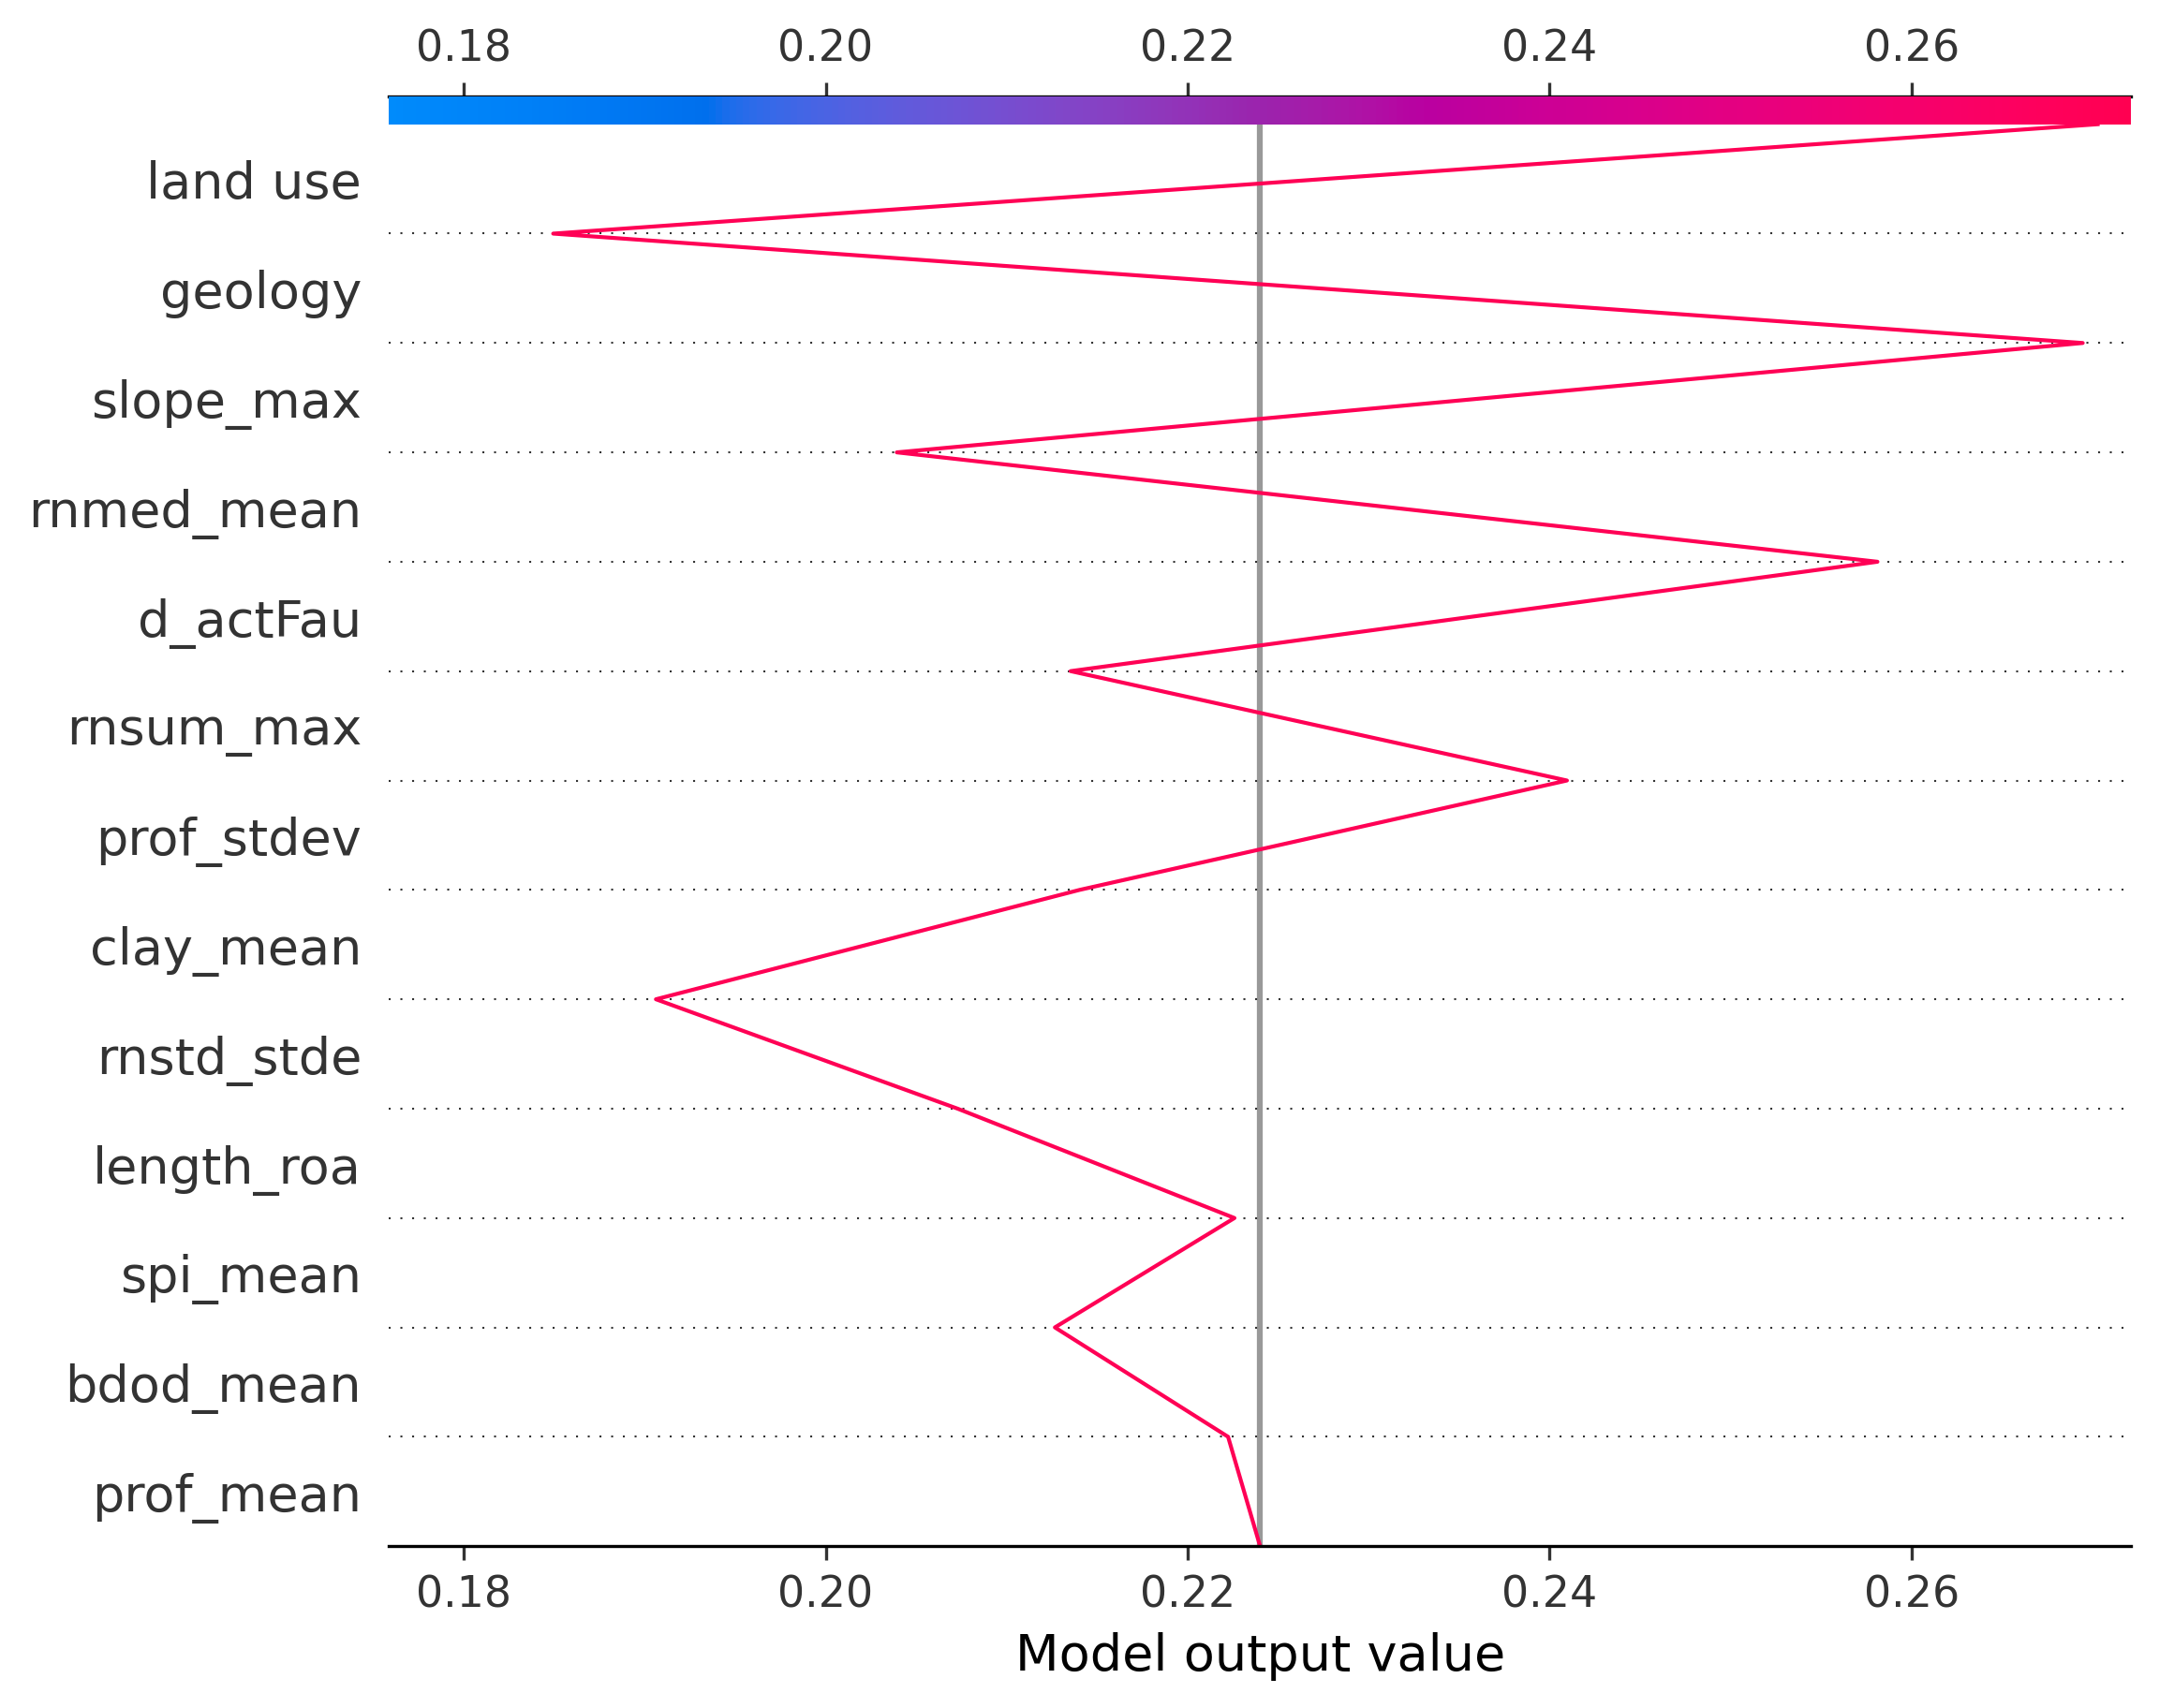 0.18 0.20 0.22 0.24 0.26
land use
geology
slope_max
rnmed_mean
d_actFau
rnsum_max
prof_stdev
clay_mean
rnstd_stde
length_roa
spi_mean
bdod_mean
prof_mean
0.18 0.20 0.22 0.24 0.26
Model output value